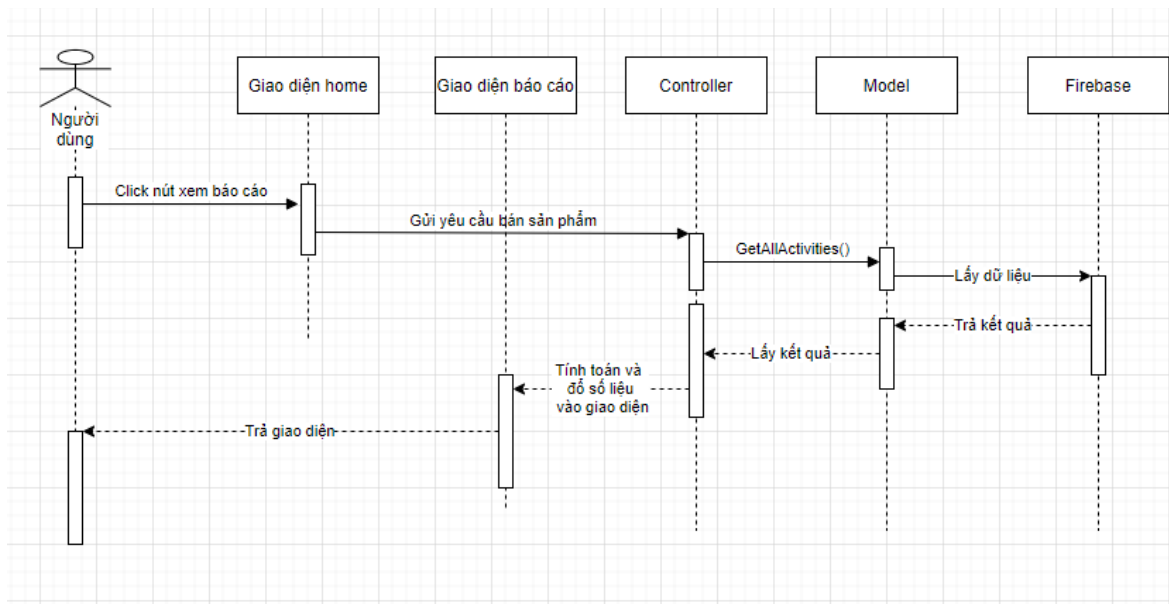 Giao diện home
Giao diện báo cáo
Controller
Model
Firebase
Người
dùng
Click nút xem báo cáo
Gửi yêu cầu bán sản phẩm
GetAllActivities()
Lấy dữ liệu
Trả kết quả
Lấy kết quả
Tính toán và
đổ số liệu
vào giao diện
Trả giao diện